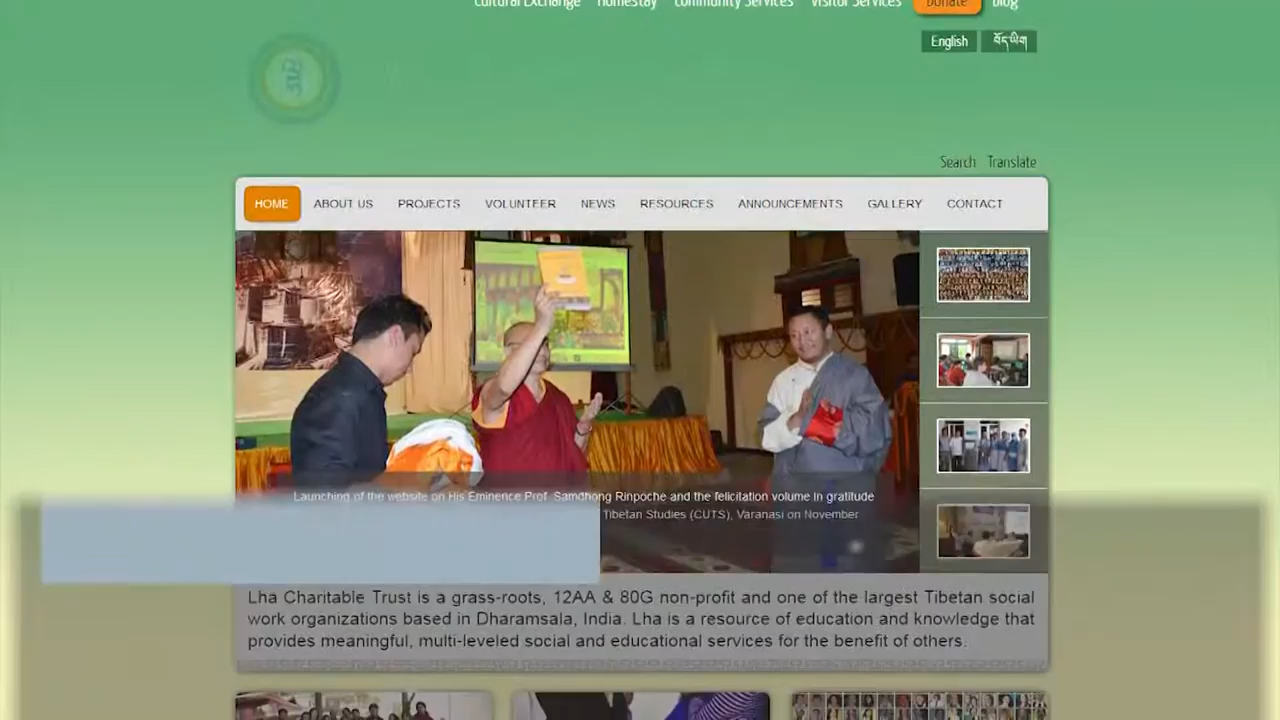 Cultural Exchange Homestay Community Services Visitor Services Donate Blog
English བོད་ཡིག
Search Translate
HOME ABOUT US PROJECTS VOLUNTEER NEWS RESOURCES ANNOUNCEMENTS GALLERY CONTACT
Launching of the website on His Eminence Prof. Samdhong Rinpoche and the felicitation volume in gratitude
Tibetan Studies (CUTS), Varanasi on November
Lha Charitable Trust is a grass-roots, 12AA & 80G non-profit and one of the largest Tibetan social
work organizations based in Dharamsala, India. Lha is a resource of education and knowledge that
provides meaningful, multi-leveled social and educational services for the benefit of others.